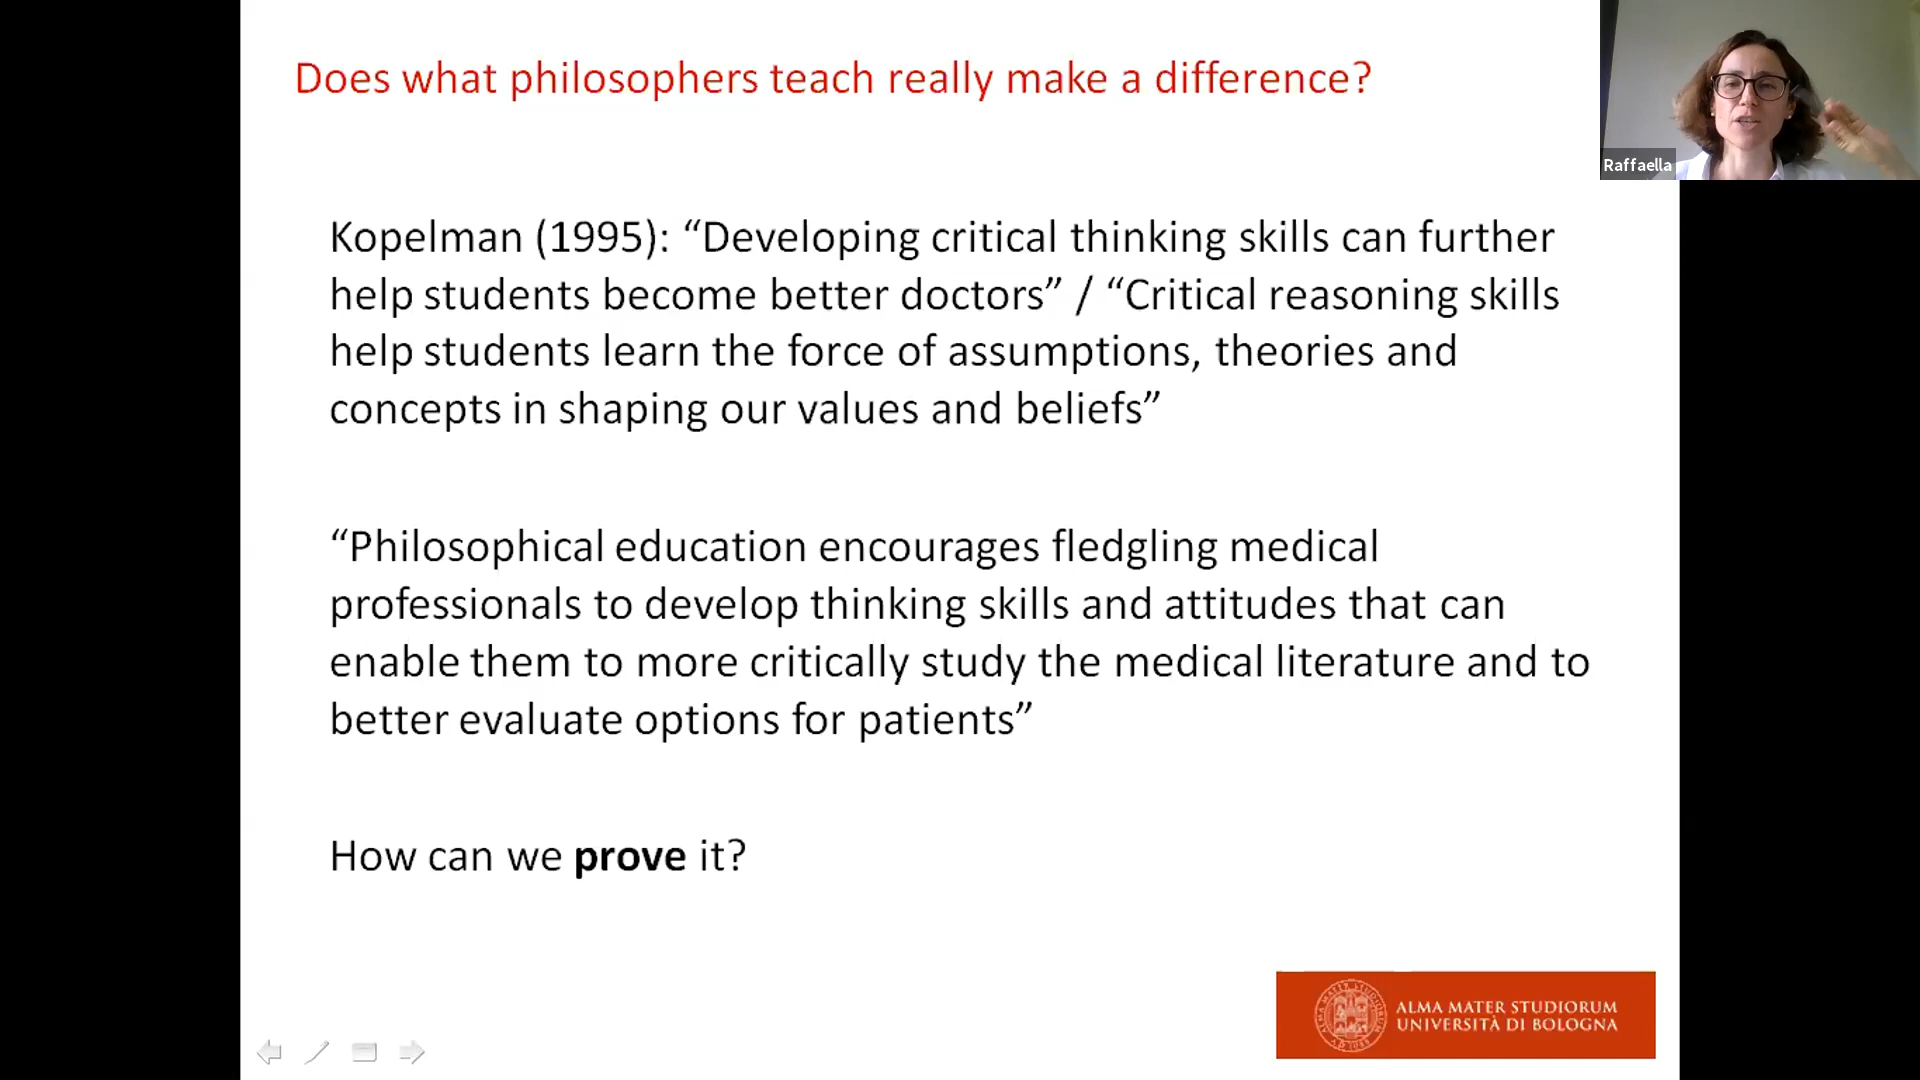 Does what philosophers teach really make a difference?
Raffaella
Kopelman (1995): “Developing critical thinking skills can further
help students become better doctors” / “Critical reasoning skills
help students learn the force of assumptions, theories and
concepts in shaping our values and beliefs”
“Philosophical education encourages fledgling medical
professionals to develop thinking skills and attitudes that can
enable them to more critically study the medical literature and to
better evaluate options for patients”
How can we prove it?
ALMA MATER STUDIORUM
UNIVERSITÀ DI BOLOGNA